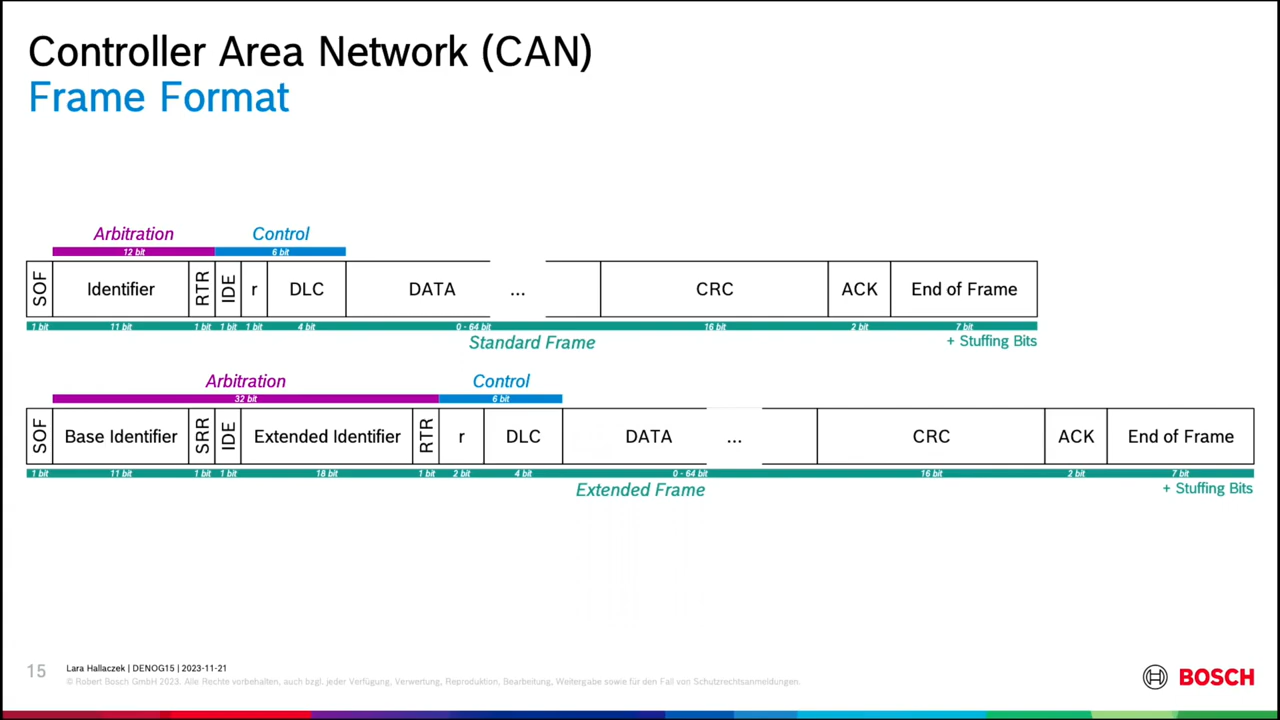 Controller Area Network (CAN)
Frame Format
Arbitration Control
12 bit 6 bit
SOF Identifier RTR IDE r DLC DATA ... CRC ACK End of Frame
1 bit 11 bit 1 bit 1 bit 1 bit 4 bit 0 - 64 bit 16 bit 2 bit 7 bit
Standard Frame + Stuffing Bits
Arbitration Control
32 bit 6 bit
SOF Base Identifier SRR IDE Extended Identifier RTR r DLC DATA ... CRC ACK End of Frame
1 bit 11 bit 1 bit 1 bit 18 bit 1 bit 2 bit 4 bit 0 - 64 bit 16 bit 2 bit 7 bit
Extended Frame + Stuffing Bits
15 Lara Hallaczek | DENOG15 | 2023-11-21
© Robert Bosch GmbH 2023. Alle Rechte vorbehalten, auch bzgl. jeder Verfügung, Verwertung, Reproduktion, Bearbeitung, Weitergabe sowie für den Fall von Schutzrechtsanmeldungen.
BOSCH